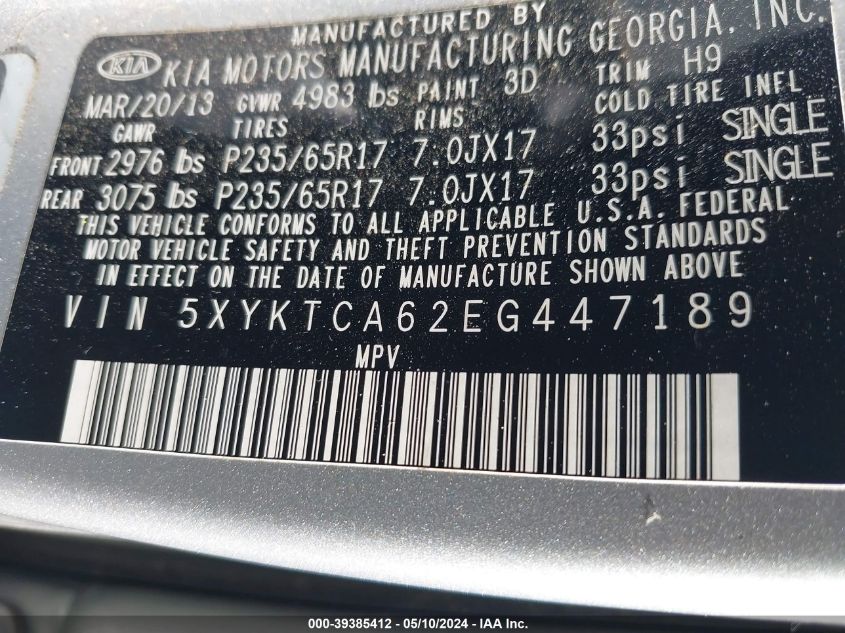 MANUFACTURED BY
KIA KIA MOTORS MANUFACTURING GEORGIA, INC.
MAR/20/13 GVWR 4983 lbs PAINT 3D TRIM H9
GAWR TIRES RIMS COLD TIRE INFL
FRONT 2976 lbs P235/65R17 7.0JX17 33psi SINGLE
REAR 3075 lbs P235/65R17 7.0JX17 33psi SINGLE
THIS VEHICLE CONFORMS TO ALL APPLICABLE U.S.A. FEDERAL
MOTOR VEHICLE SAFETY AND THEFT PREVENTION STANDARDS
IN EFFECT ON THE DATE OF MANUFACTURE SHOWN ABOVE
VIN 5XYKTCA62EG447189
MPV
000-39385412 - 05/10/2024 - IAA Inc.